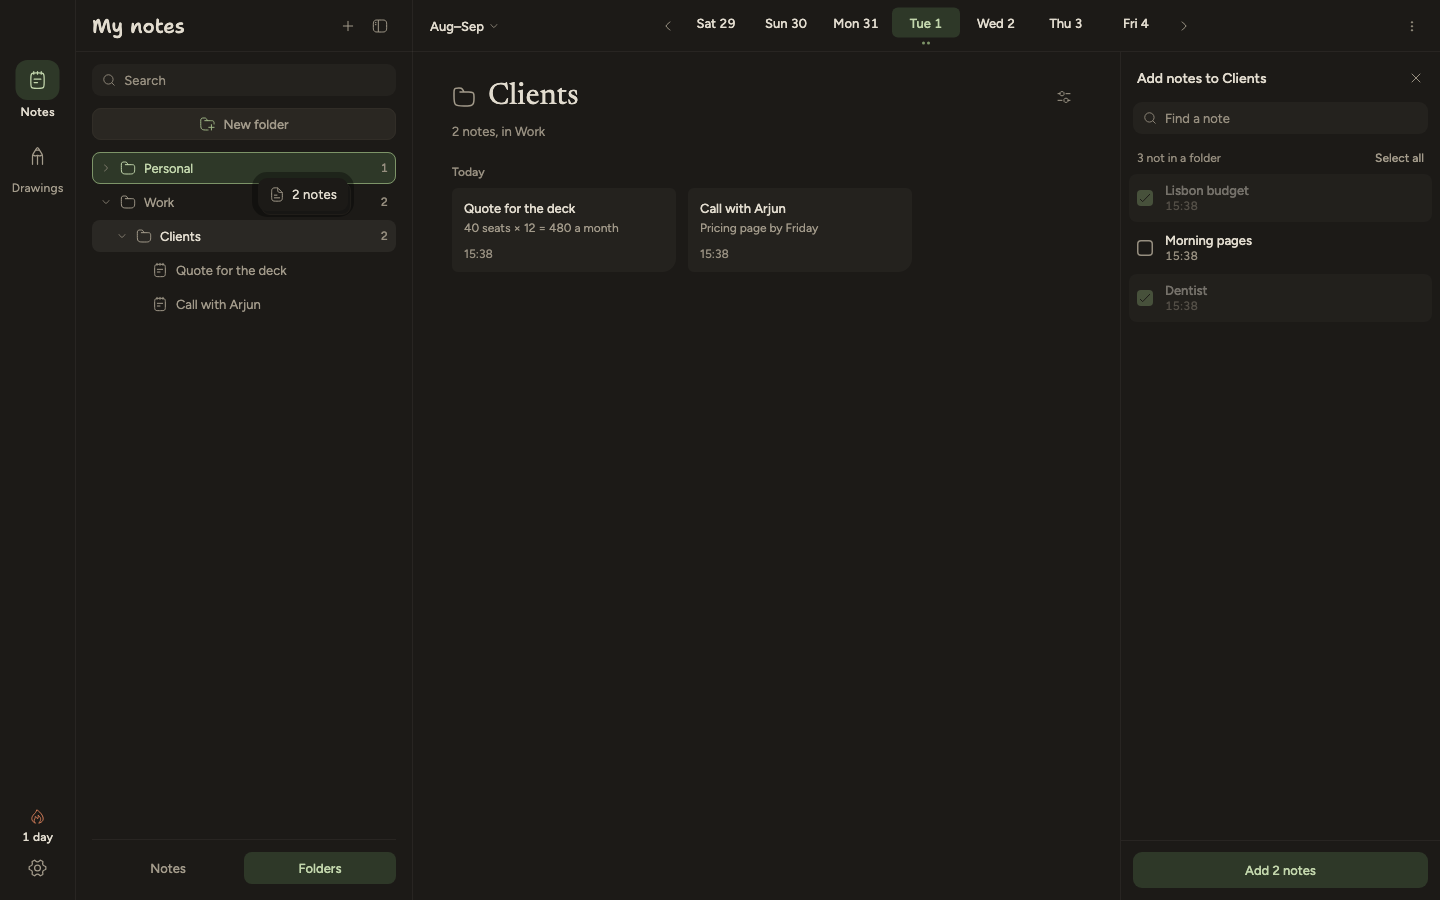 My notes
Aug–Sep
Sat 29
Sun 30
Mon 31
Tue 1
Wed 2
Thu 3
Fri 4
Notes
Drawings
1 day
Search
New folder
Personal 1
2 notes
Work 2
Clients 2
Quote for the deck
Call with Arjun
Notes
Folders
Clients
2 notes, in Work
Today
Quote for the deck
40 seats × 12 = 480 a month
15:38
Call with Arjun
Pricing page by Friday
15:38
Add notes to Clients
Find a note
3 not in a folder
Select all
Lisbon budget
15:38
Morning pages
15:38
Dentist
15:38
Add 2 notes